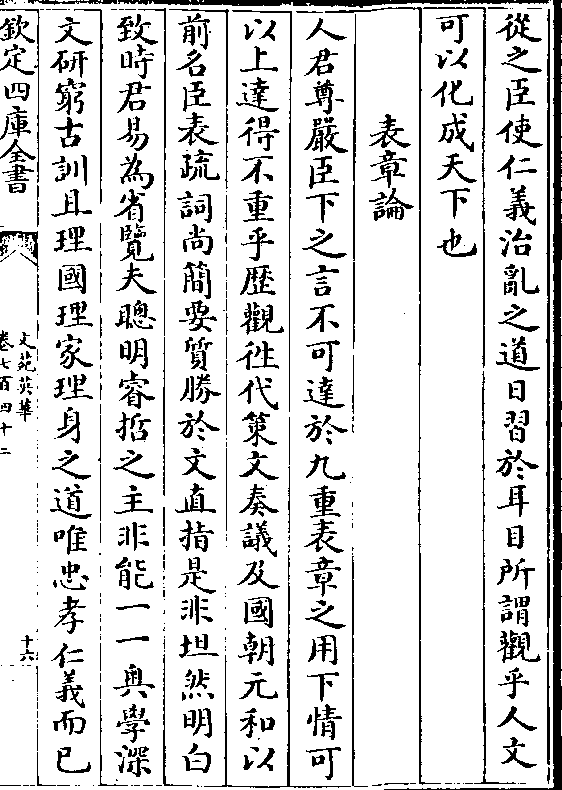 從之臣使仁義治亂之道日習於耳目所謂觀乎人文
可以化成天下也
表章論
人君尊嚴臣下之言不可達於九重表章之用下情可
以上達得不重乎歷觀徃代策文奏議及國朝元和以
前名臣表疏詞尚簡要質勝於文直指是非坦然明白
致時君易為省覽夫聰明睿哲之主非能一一奥學深
文研窮古訓且理國理家理身之道唯忠孝仁義而已
欽定四庫全書
文苑英華
卷七百四十二
十六